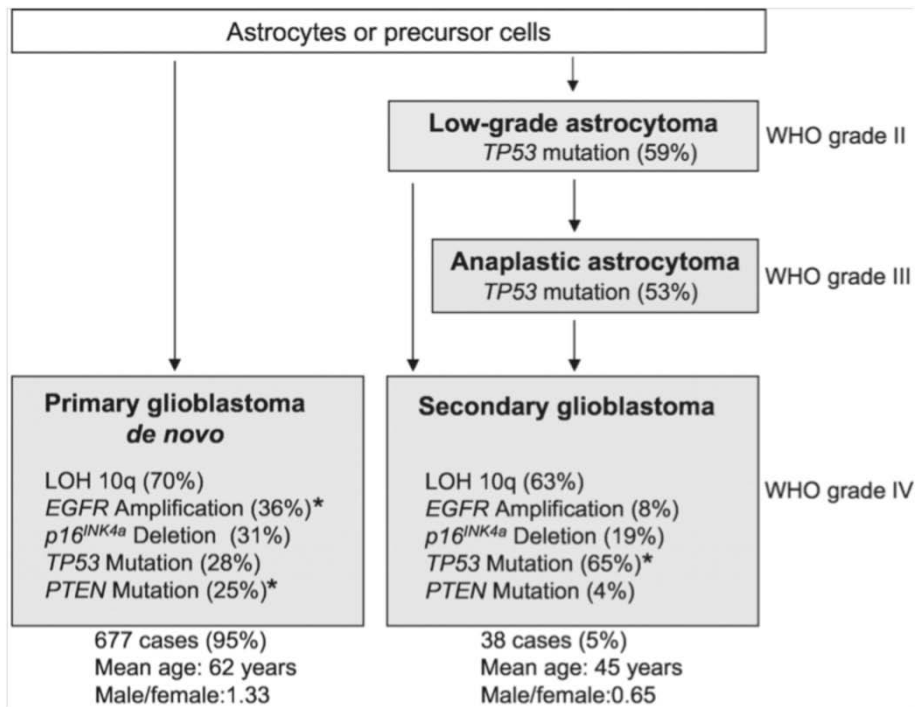 Astrocytes or precursor cells
Low-grade astrocytoma
TP53 mutation (59%)
WHO grade II
Anaplastic astrocytoma
TP53 mutation (53%)
WHO grade III
Primary glioblastoma
de novo
LOH 10q (70%)
EGFR Amplification (36%)*
p16^INK4a Deletion (31%)
TP53 Mutation (28%)
PTEN Mutation (25%)*
677 cases (95%)
Mean age: 62 years
Male/female:1.33
Secondary glioblastoma
LOH 10q (63%)
EGFR Amplification (8%)
p16^INK4a Deletion (19%)
TP53 Mutation (65%)*
PTEN Mutation (4%)
38 cases (5%)
Mean age: 45 years
Male/female:0.65
WHO grade IV